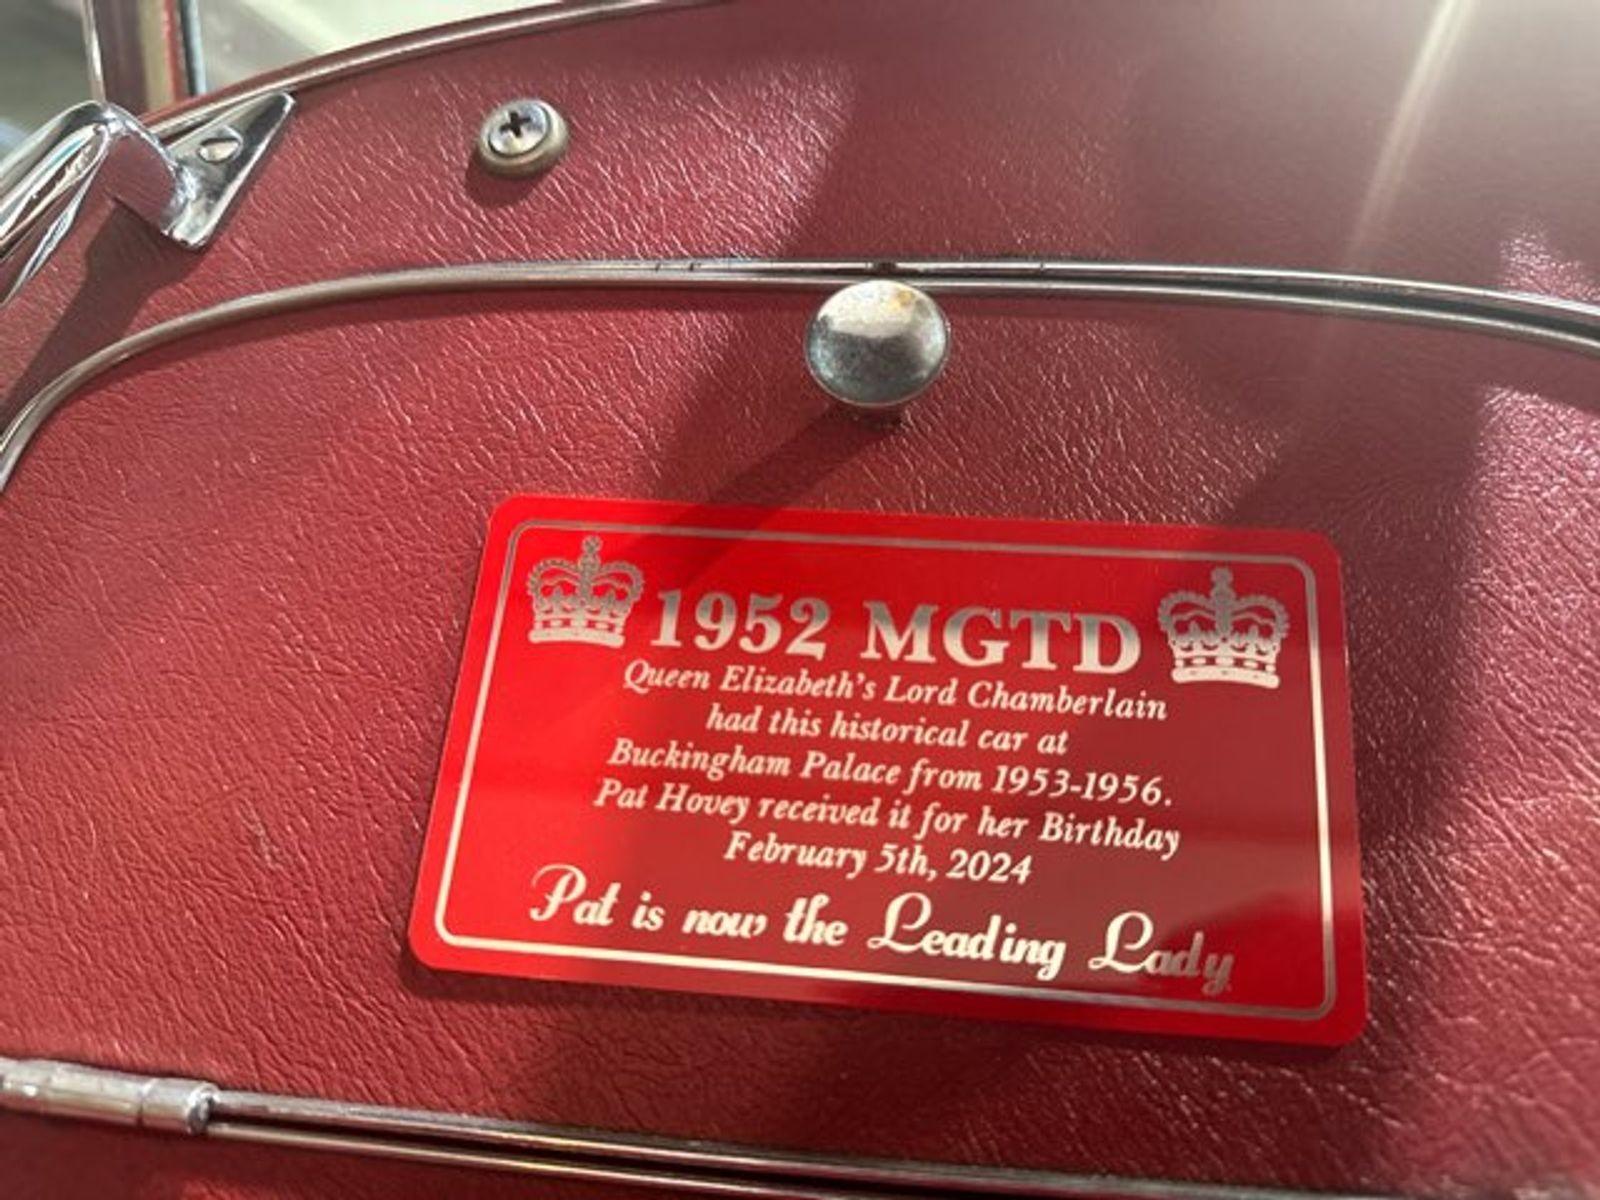 1952 MGTD
Queen Elizabeth's Lord Chamberlain
had this historical car at
Buckingham Palace from 1953-1956.
Pat Hovey received it for her Birthday
February 5th, 2024
Pat is now the Leading Lady